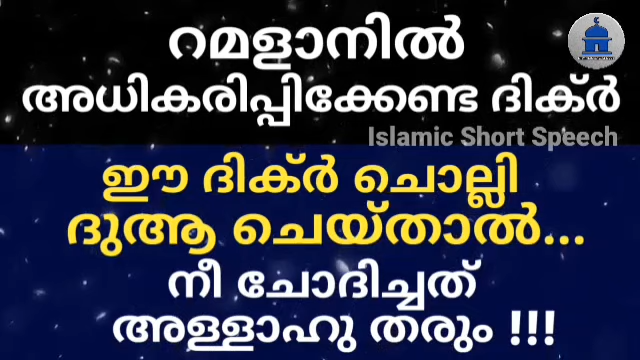 റമളാനിൽ
അധികരിപ്പിക്കേണ്ട ദിക്ർ
Islamic Short Speech
ഈ ദിക്ർ ചൊല്ലി
ദുആ ചെയ്താൽ...
നീ ചോദിച്ചത്
അള്ളാഹു തരും !!!